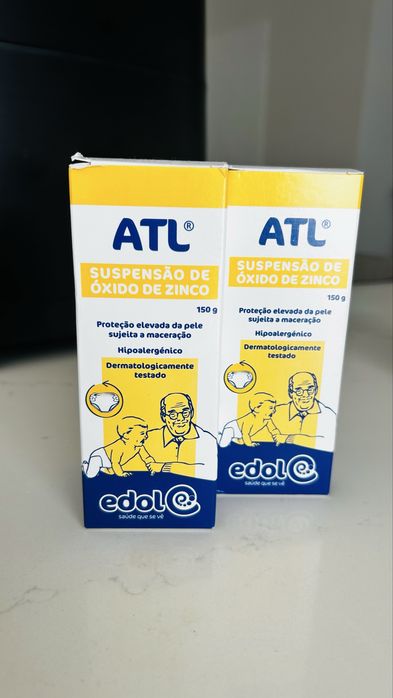 ATL®
SUSPENSÃO DE
ÓXIDO DE ZINCO
150 g
Proteção elevada da pele
sujeita a maceração
Hipoalergénico
Dermatologicamente
testado
edol
saúde que se vê
ATL®
SUSPENSÃO DE
ÓXIDO DE ZINCO
150 g
Proteção elevada da pele
sujeita a maceração
Hipoalergénico
Dermatologicamente
testado
edol
saúde que se vê